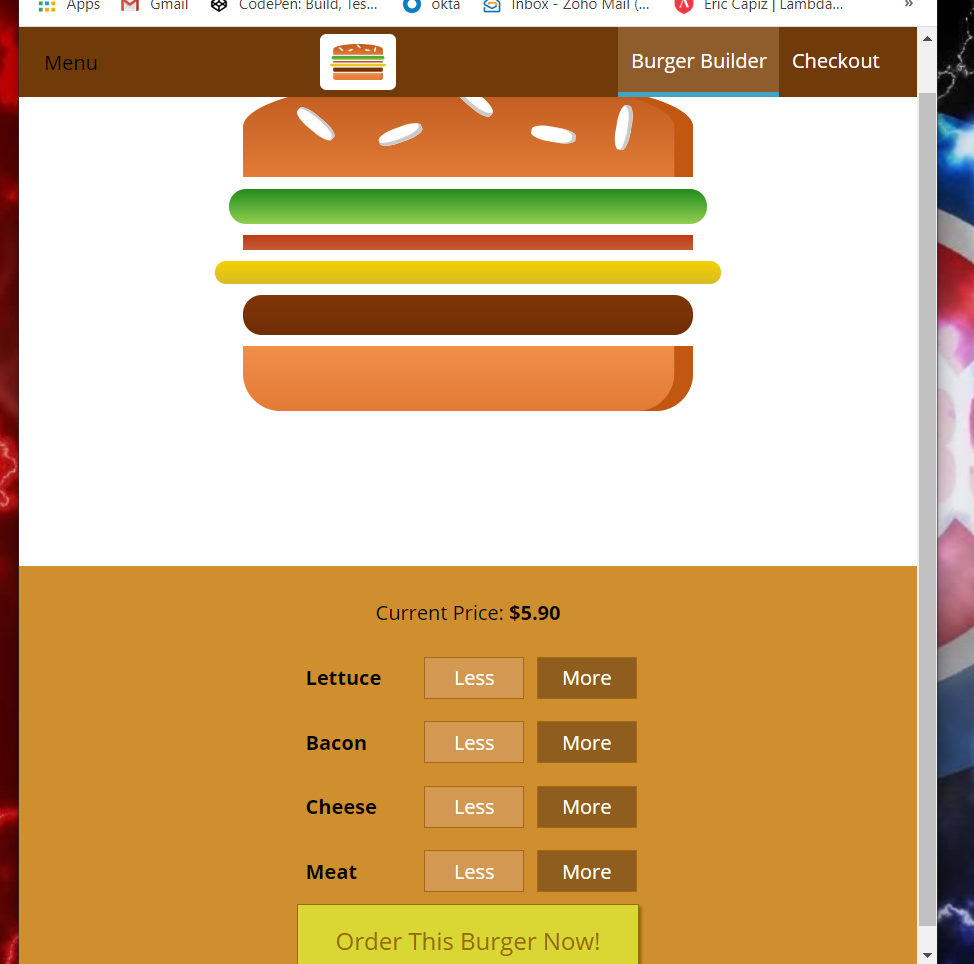 Apps Gmail CodePen: Build, Tes... okta Inbox - Zoho Mail (... Eric Capiz | Lambda... »
Menu Burger Builder Checkout
Current Price: $5.90
Lettuce Less More
Bacon Less More
Cheese Less More
Meat Less More
Order This Burger Now!